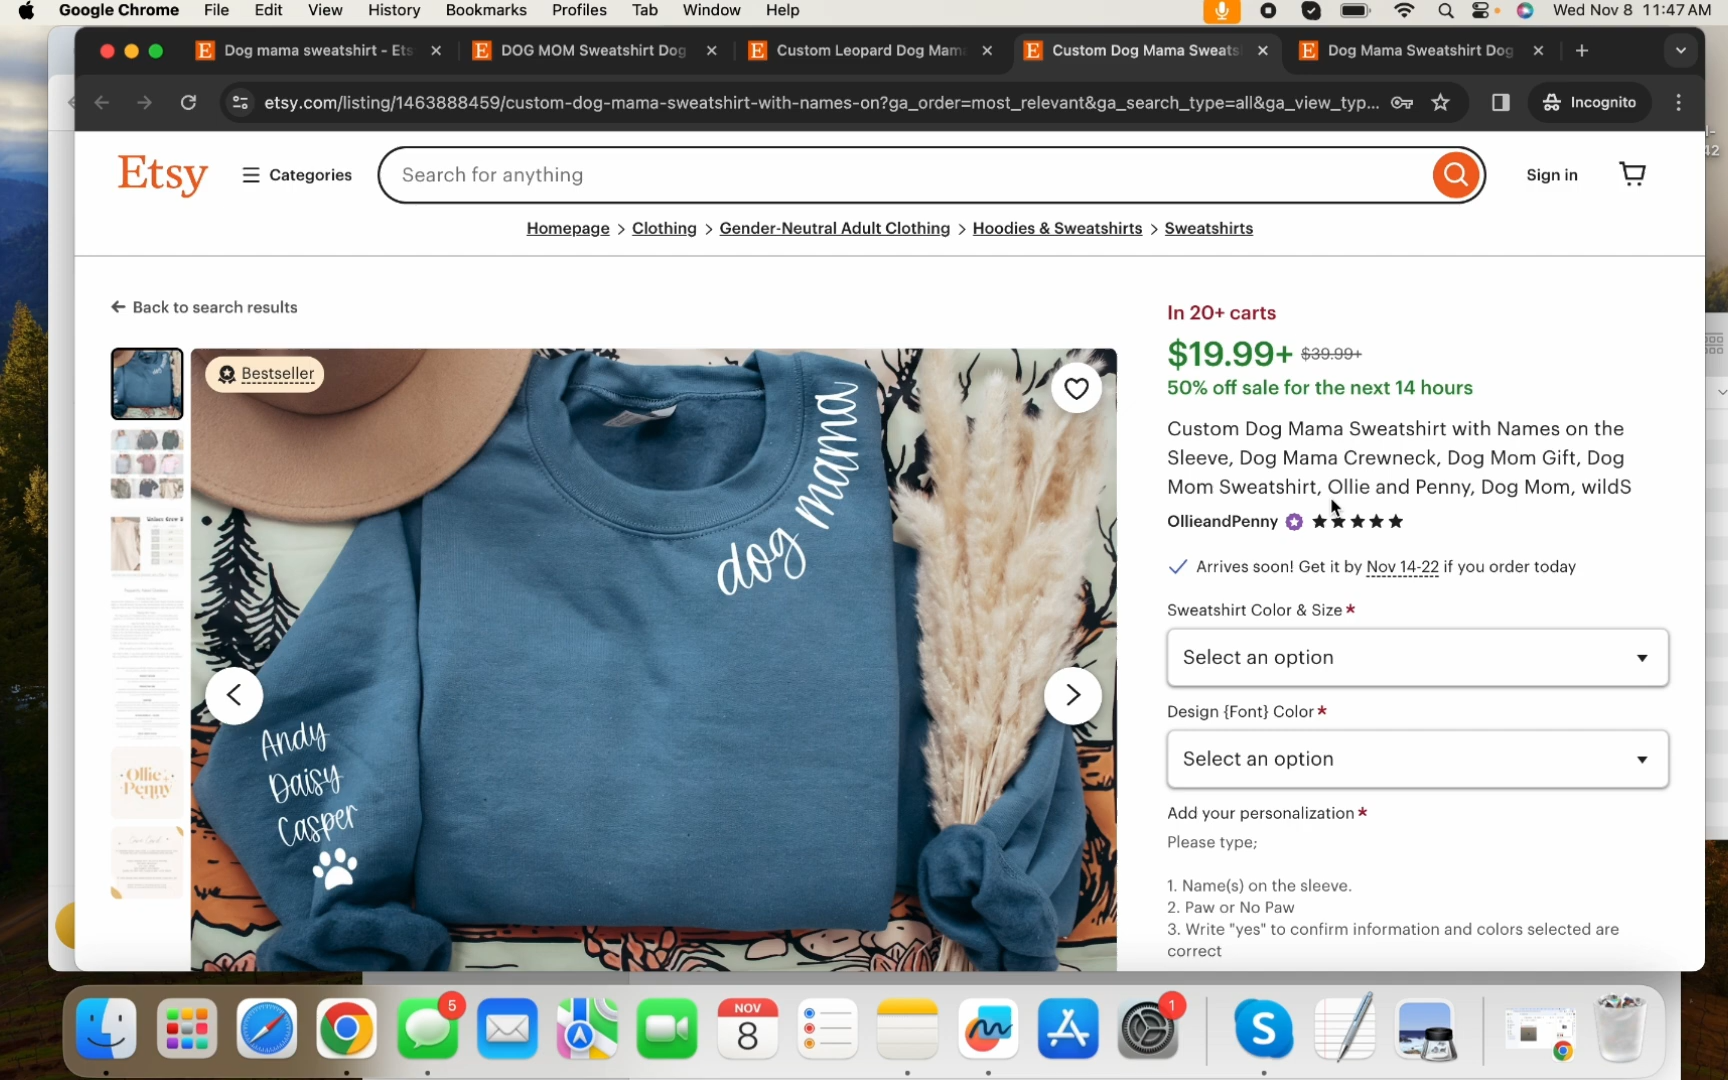 Google Chrome File Edit View History Bookmarks Profiles Tab Window Help Wed Nov 8 11:47 AM
Dog mama sweatshirt - Ets DOG MOM Sweatshirt Dog Custom Leopard Dog Mam Custom Dog Mama Sweats Dog Mama Sweatshirt Dog
etsy.com/listing/1463888459/custom-dog-mama-sweatshirt-with-names-on?ga_order=most_relevant&ga_search_type=all&ga_view_typ... Incognito
Etsy Categories Search for anything Sign in
Homepage > Clothing > Gender-Neutral Adult Clothing > Hoodies & Sweatshirts > Sweatshirts
Back to search results
Bestseller
dog mama
Andy
Daisy
Casper
Ollie
Penny
In 20+ carts
$19.99+ $39.99+
50% off sale for the next 14 hours
Custom Dog Mama Sweatshirt with Names on the
Sleeve, Dog Mama Crewneck, Dog Mom Gift, Dog
Mom Sweatshirt, Ollie and Penny, Dog Mom, wildS
OllieandPenny
Arrives soon! Get it by Nov 14-22 if you order today
Sweatshirt Color & Size *
Select an option
Design {Font} Color *
Select an option
Add your personalization *
Please type;
1. Name(s) on the sleeve.
2. Paw or No Paw
3. Write "yes" to confirm information and colors selected are
correct
5
NOV
8
1